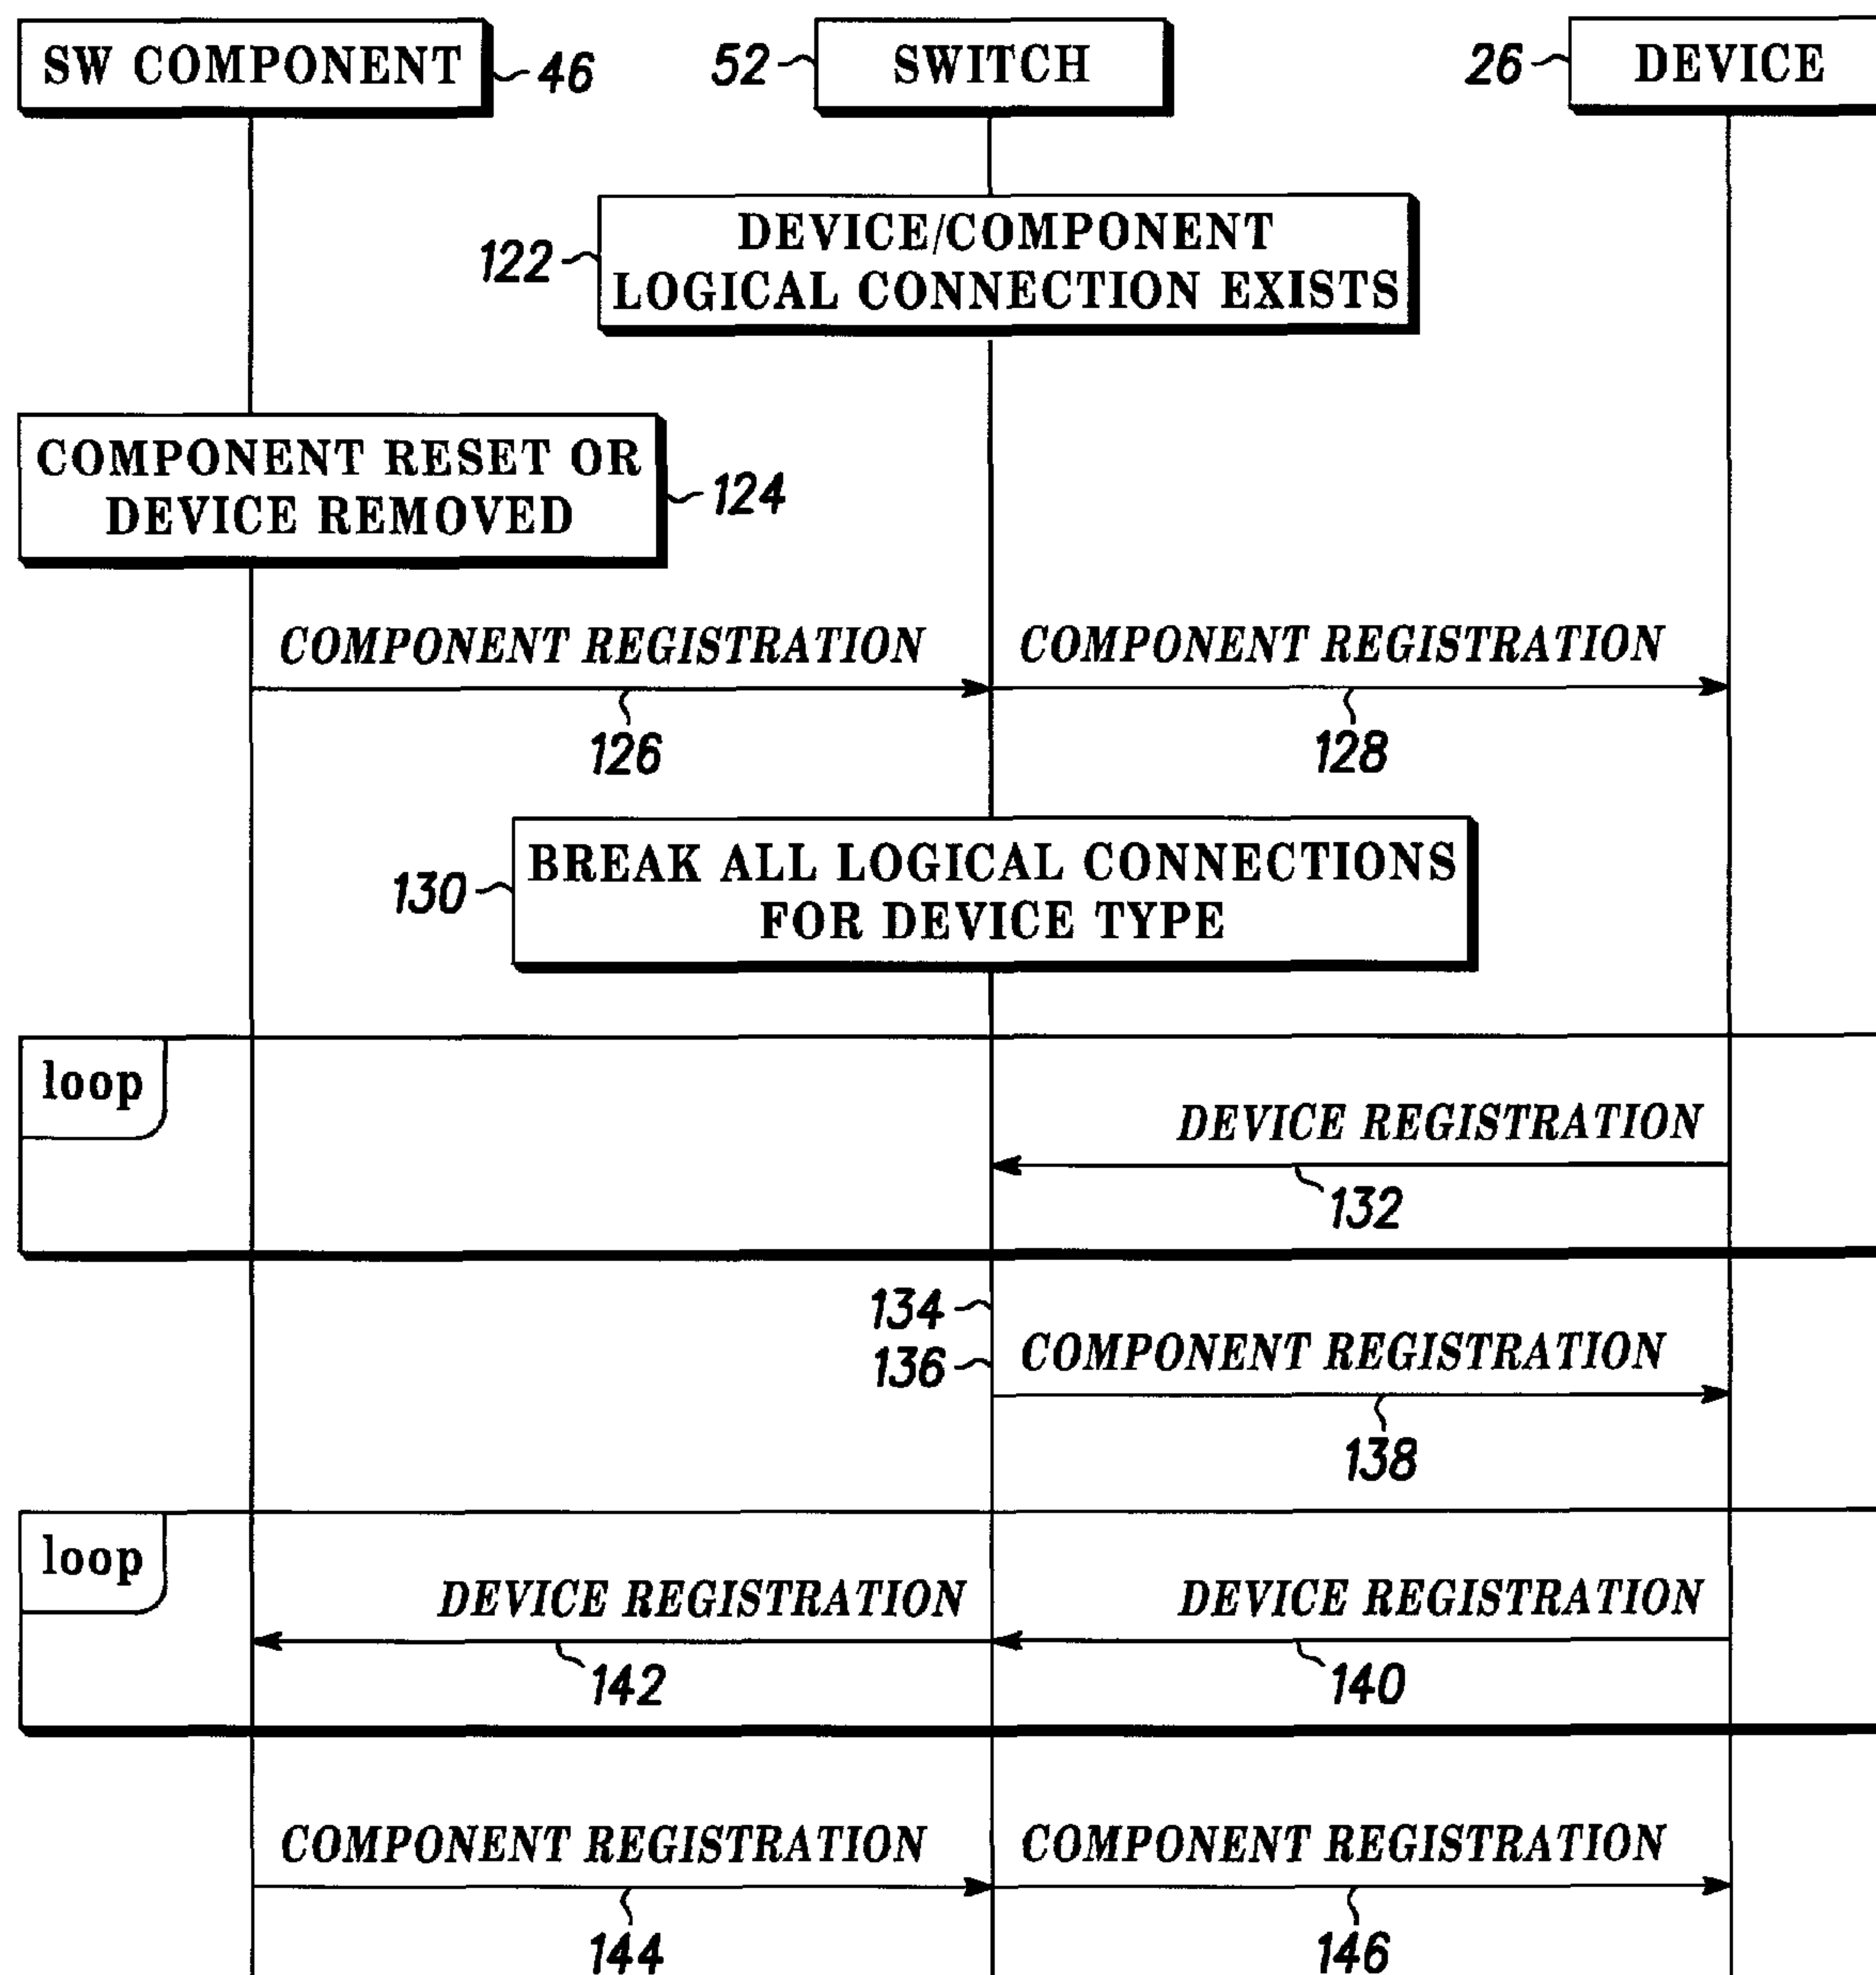 SW COMPONENT
46
52
SWITCH
26
DEVICE
122
DEVICE/COMPONENT
LOGICAL CONNECTION EXISTS
COMPONENT RESET OR
DEVICE REMOVED
124
COMPONENT REGISTRATION
COMPONENT REGISTRATION
126
128
130
BREAK ALL LOGICAL CONNECTIONS
FOR DEVICE TYPE
loop
DEVICE REGISTRATION
132
134
136
COMPONENT REGISTRATION
138
loop
DEVICE REGISTRATION
DEVICE REGISTRATION
142
140
COMPONENT REGISTRATION
COMPONENT REGISTRATION
144
146